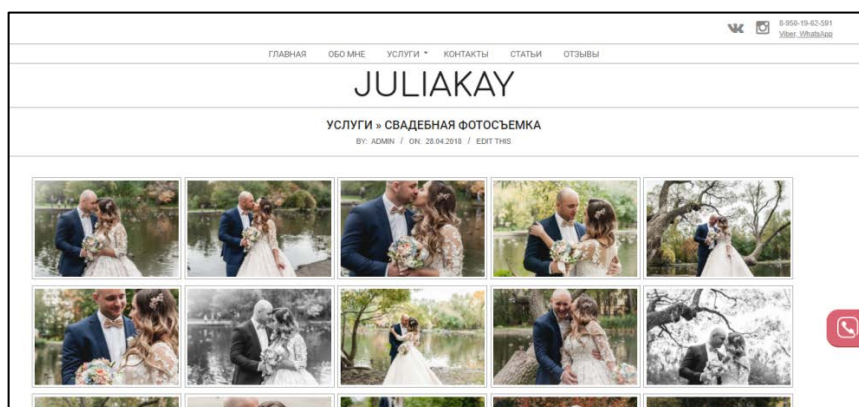 8-950-19-62-591
Viber, WhatsApp
ГЛАВНАЯ ОБО МНЕ УСЛУГИ КОНТАКТЫ СТАТЬИ ОТЗЫВЫ
JULIAKAY
УСЛУГИ » СВАДЕБНАЯ ФОТОСЪЕМКА
BY: ADMIN / ON: 28.04.2018 / EDIT THIS